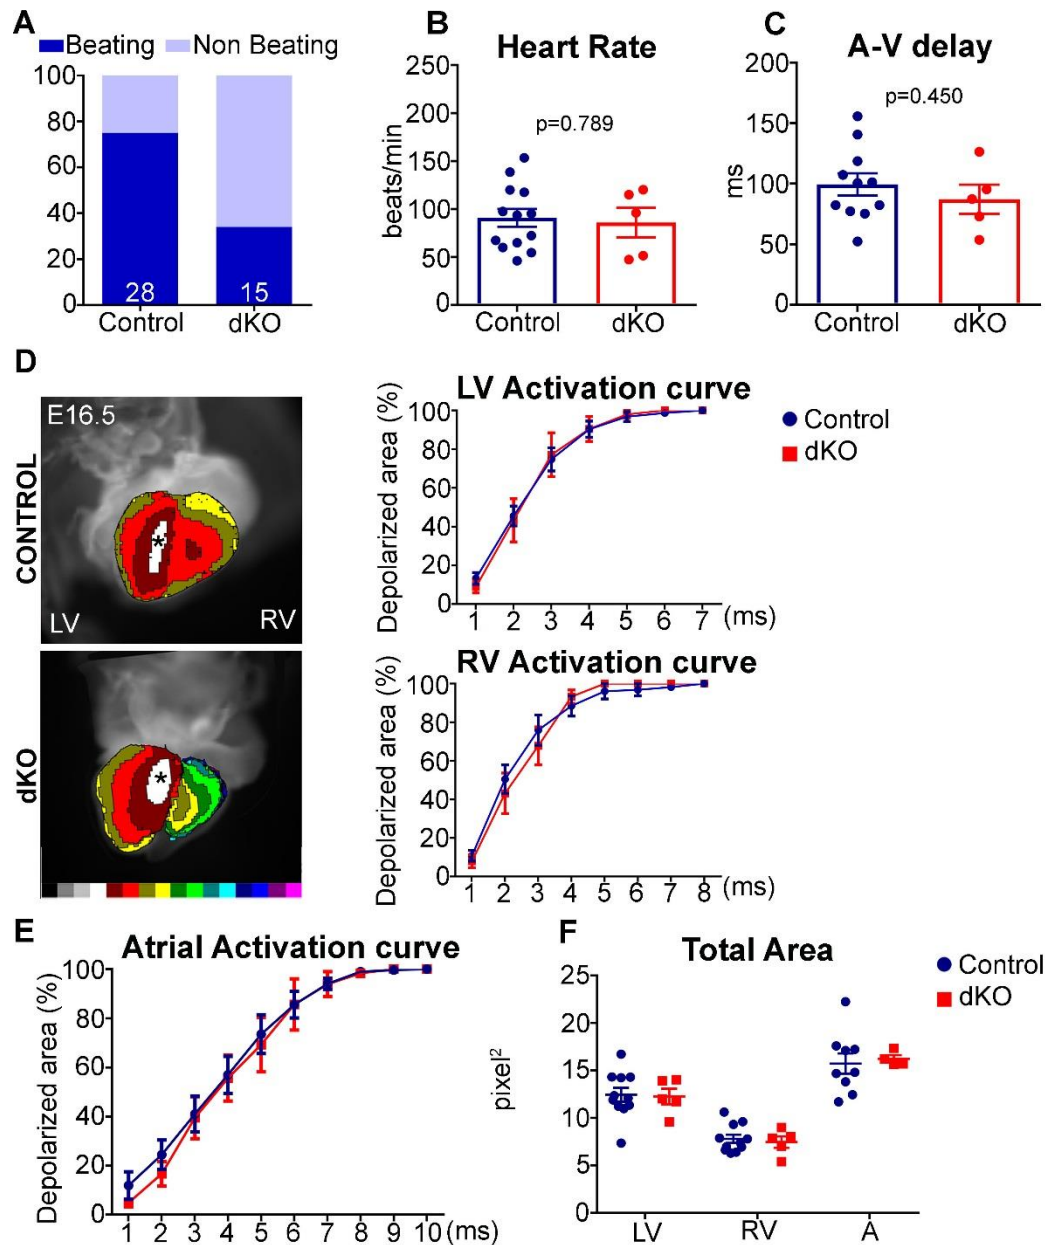 A
Beating Non Beating
100
80
60
40
20
0
28 15
Control dKO
B
Heart Rate
beats/min
250
200
150
100
50
0
p=0.789
Control dKO
C
A-V delay
ms
200
150
100
50
0
p=0.450
Control dKO
D
CONTROL
E16.5
LV RV
*
dKO
*
LV Activation curve
Depolarized area (%)
100
80
60
40
20
0
1 2 3 4 5 6 7 (ms)
Control
dKO
RV Activation curve
Depolarized area (%)
100
80
60
40
20
0
1 2 3 4 5 6 7 8 (ms)
E
Atrial Activation curve
Depolarized area (%)
100
80
60
40
20
0
1 2 3 4 5 6 7 8 9 10 (ms)
F
Total Area
pixel²
25
20
15
10
5
0
LV RV A
Control
dKO